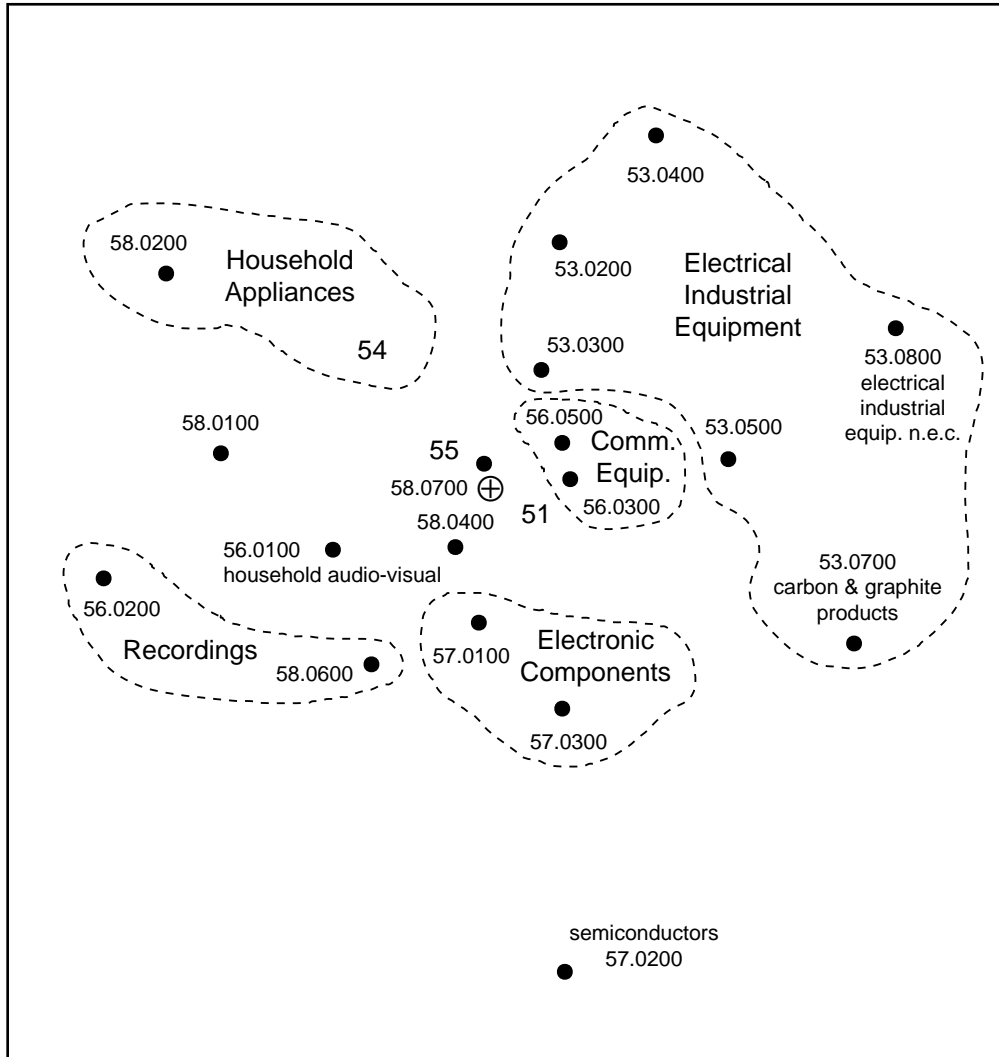 53.0400
58.0200
Household
Appliances
54
53.0200
Electrical
Industrial
Equipment
53.0300
53.0800
electrical
industrial
equip. n.e.c.
58.0100
56.0500
Comm.
Equip.
56.0300
53.0500
55
58.0700
51
58.0400
56.0100
household audio-visual
53.0700
carbon & graphite
products
56.0200
Recordings
58.0600
57.0100
Electronic
Components
57.0300
semiconductors
57.0200